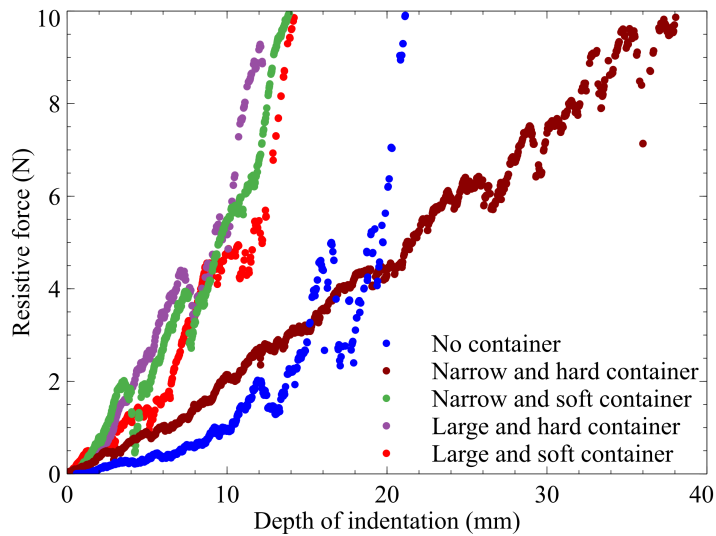 10
8
6
4
2
0
Resistive force (N)
No container
Narrow and hard container
Narrow and soft container
Large and hard container
Large and soft container
0 10 20 30 40
Depth of indentation (mm)